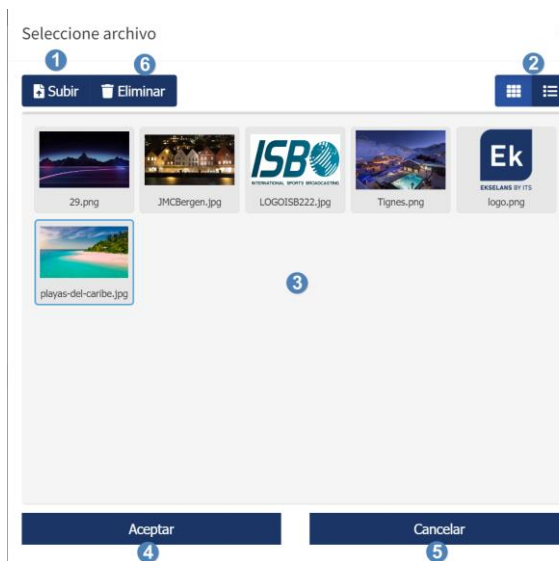 Seleccione archivo
1 6 2
Subir Eliminar
ISB
INTERNATIONAL SPORTS BROADCASTING
Ek
EKSELANS BY ITS
29.png JMCBergen.jpg LOGOISB222.jpg Tignes.png logo.png
playas-del-caribe.jpg
3
Aceptar Cancelar
4 5